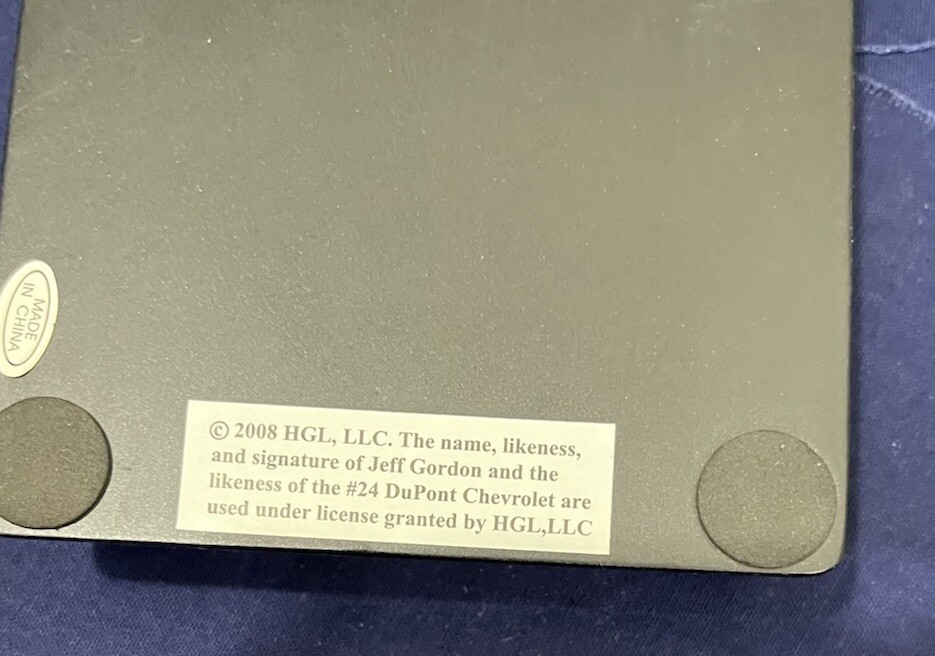 MADE
IN CHINA
© 2008 HGL, LLC. The name, likeness,
and signature of Jeff Gordon and the
likeness of the #24 DuPont Chevrolet are
used under license granted by HGL,LLC